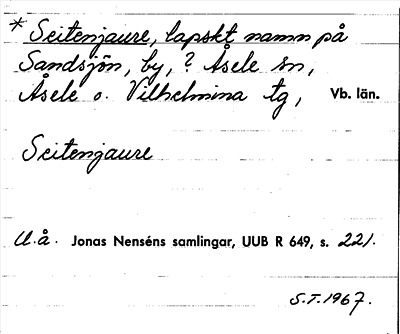 * Seitenjaure, lapskt namn på
Sandsjön, by, ? Åsele sn,
Åsele o. Vilhelmina tg, Vb. län.
Seitenjaure
U.å. Jonas Nenséns samlingar, UUB R 649, s. 221.
S.T. 1967.